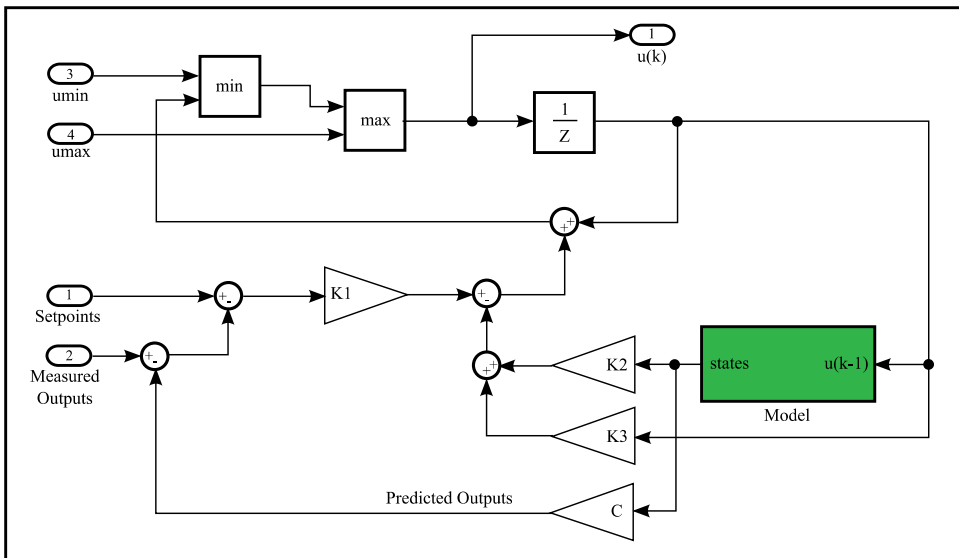 3
umin
4
umax
min
max
1
u(k)
1
Z
+ +
1
Setpoints
+ -
K1
+ -
2
Measured
Outputs
+ -
+ +
K2
states
u(k-1)
Model
K3
Predicted Outputs
C